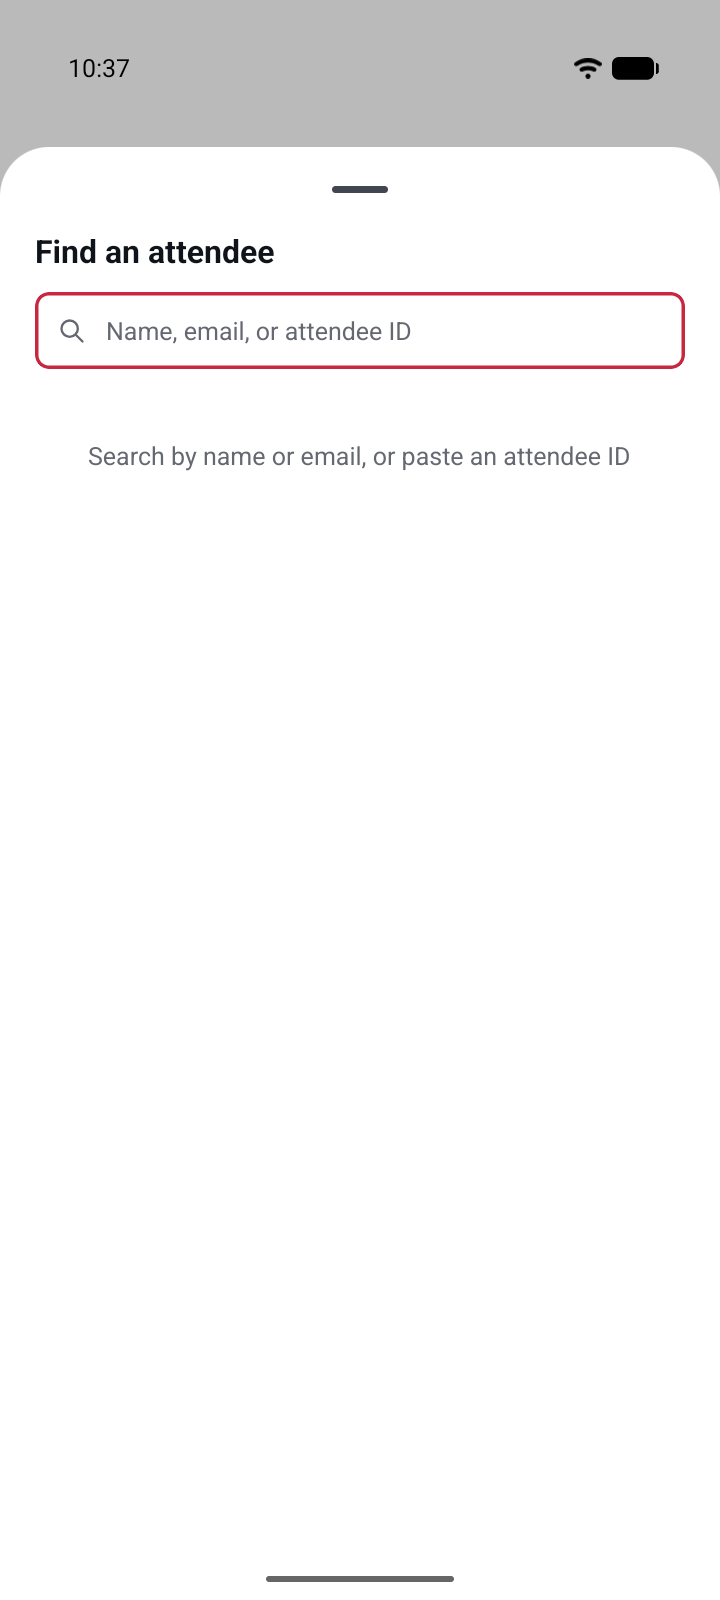 10:37
Find an attendee
Name, email, or attendee ID
Search by name or email, or paste an attendee ID